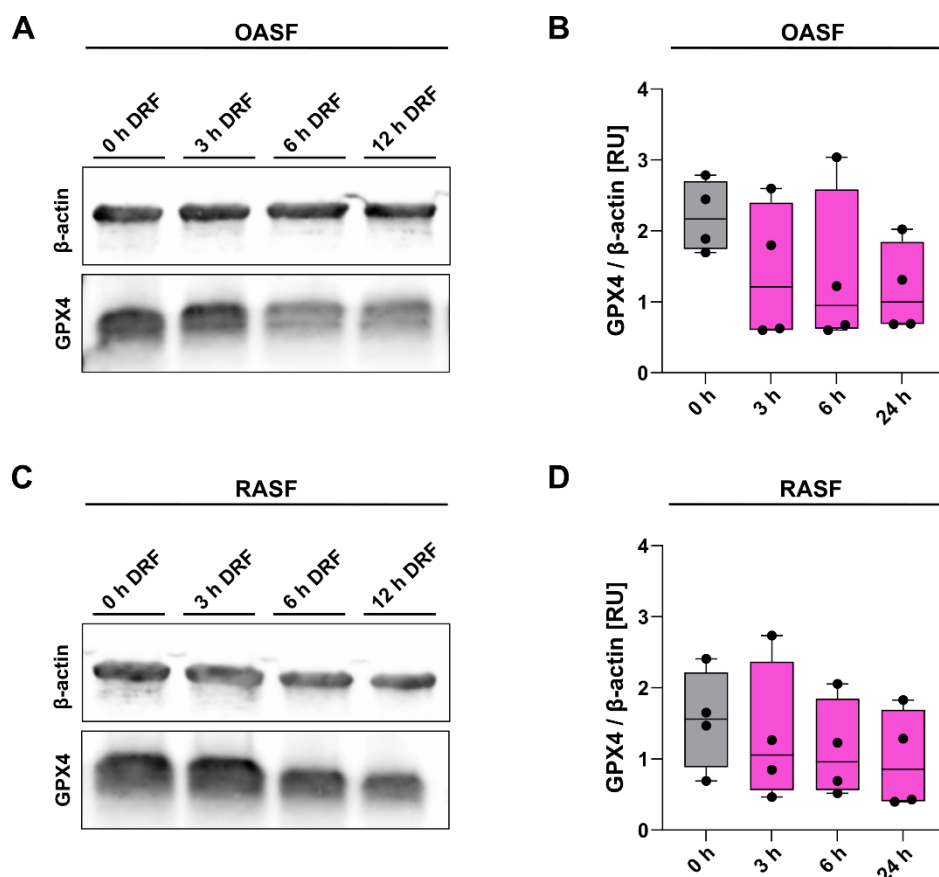 A
OASF
0 h DRF
3 h DRF
6 h DRF
12 h DRF
β-actin
GPX4
B
OASF
GPX4 / β-actin [RU]
4
3
2
1
0
0 h
3 h
6 h
24 h
C
RASF
0 h DRF
3 h DRF
6 h DRF
12 h DRF
β-actin
GPX4
D
RASF
GPX4 / β-actin [RU]
4
3
2
1
0
0 h
3 h
6 h
24 h